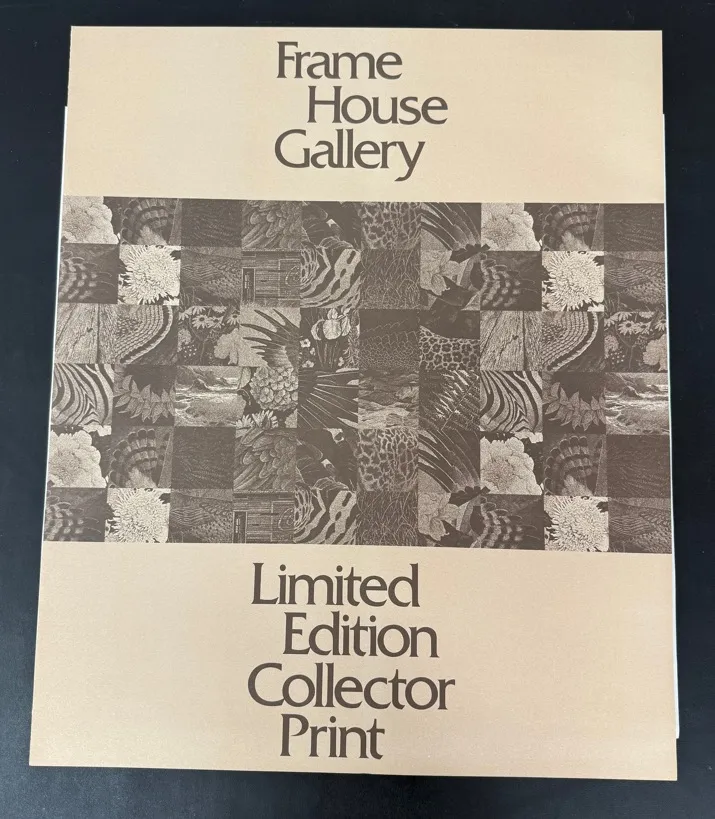 Frame
House
Gallery
Limited
Edition
Collector
Print